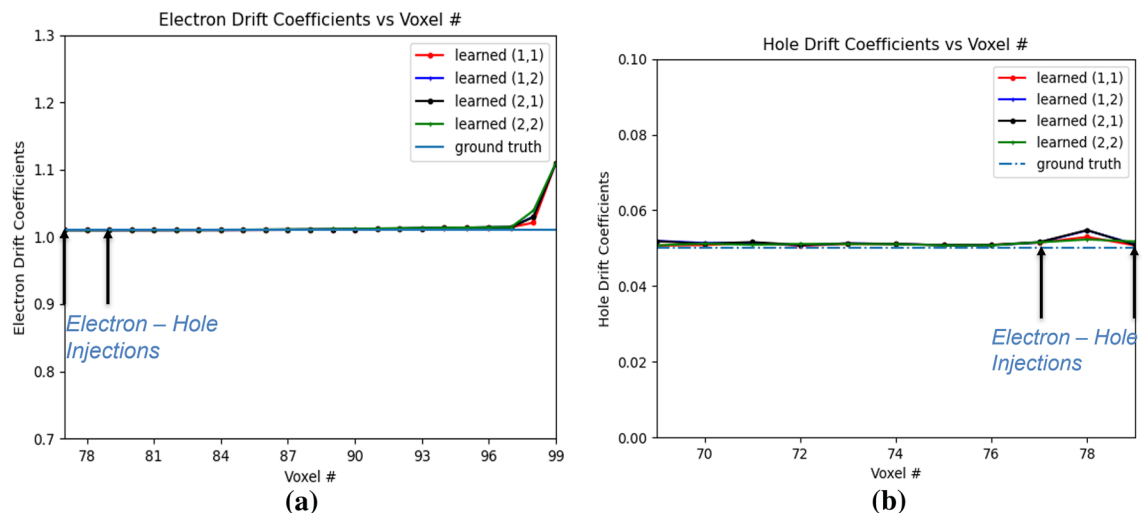 Electron Drift Coefficients vs Voxel #
1.3
1.2
1.1
1.0
0.9
0.8
0.7
Electron Drift Coefficients
learned (1,1)
learned (1,2)
learned (2,1)
learned (2,2)
ground truth
Electron – Hole
Injections
78 81 84 87 90 93 96 99
Voxel #
(a)
Hole Drift Coefficients vs Voxel #
0.10
0.08
0.06
0.04
0.02
0.00
Hole Drift Coefficients
learned (1,1)
learned (1,2)
learned (2,1)
learned (2,2)
ground truth
Electron – Hole
Injections
70 72 74 76 78
Voxel #
(b)